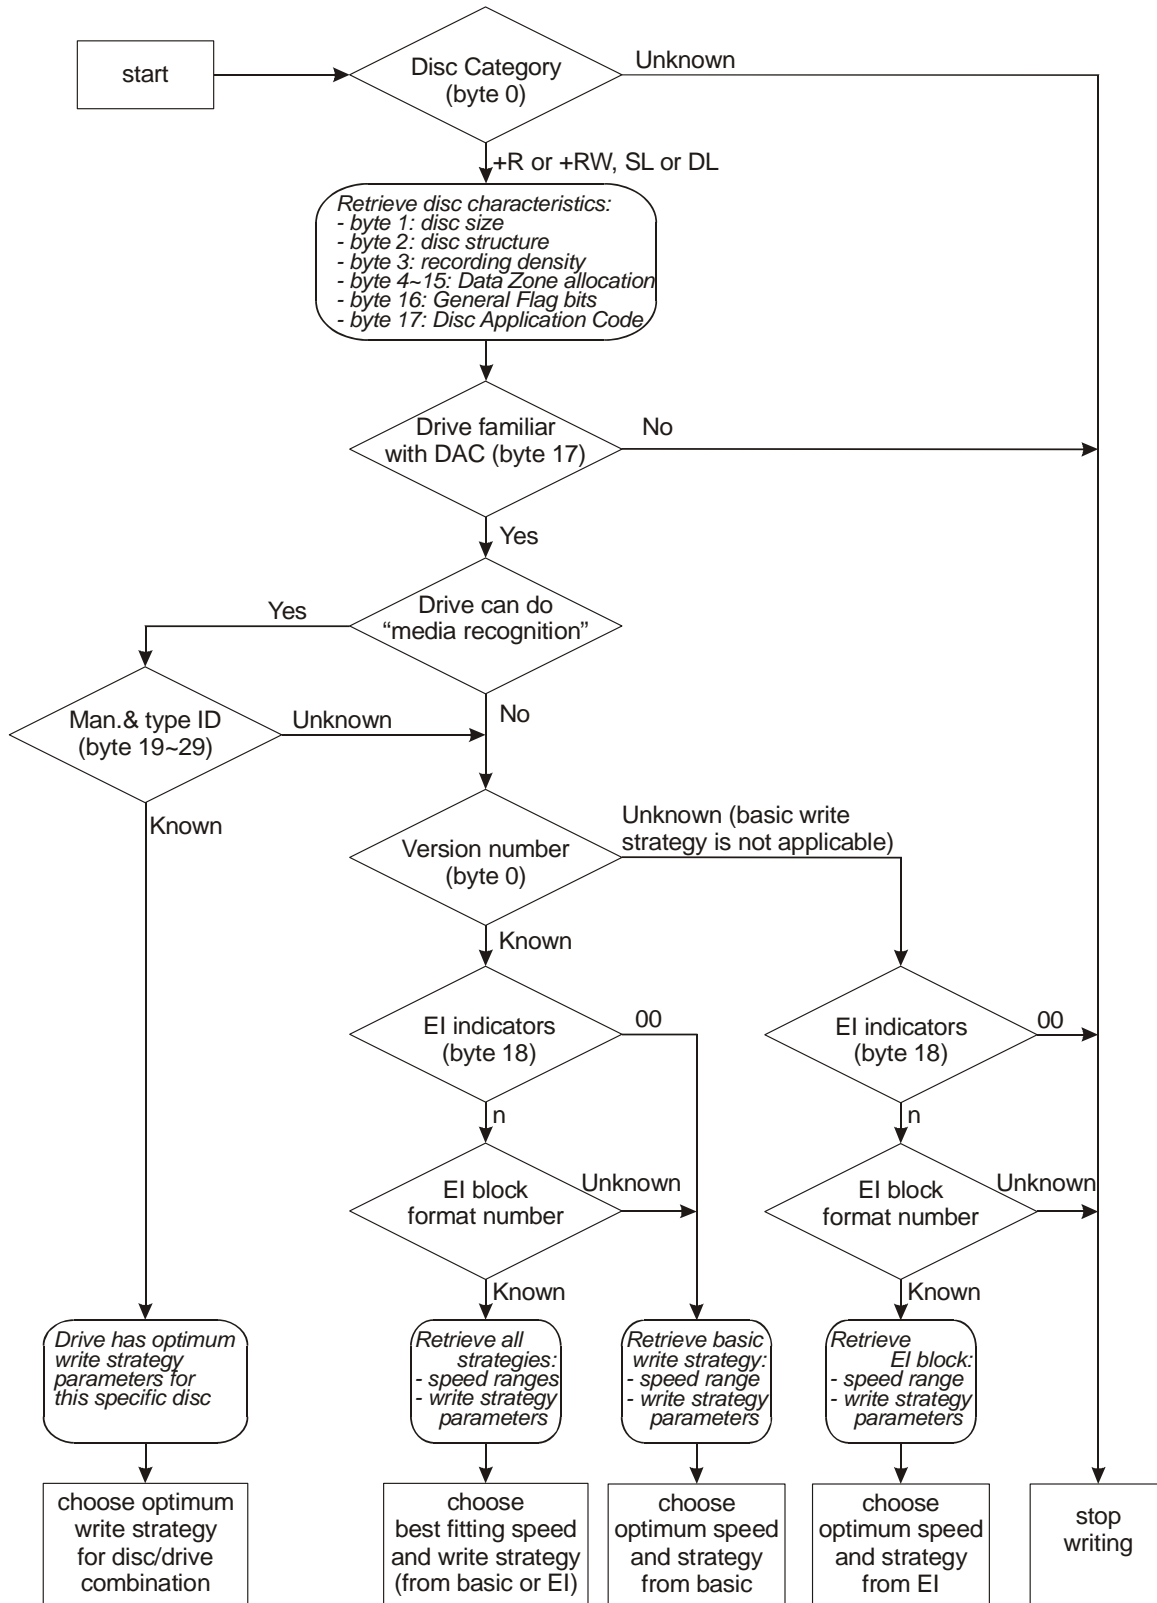 start
Disc Category
(byte 0)
Unknown
+R or +RW, SL or DL
Retrieve disc characteristics:
- byte 1: disc size
- byte 2: disc structure
- byte 3: recording density
- byte 4~15: Data Zone allocation
- byte 16: General Flag bits
- byte 17: Disc Application Code
Drive familiar
with DAC (byte 17)
No
Yes
Drive can do
“media recognition”
Yes
No
Man.& type ID
(byte 19~29)
Unknown
Known
Version number
(byte 0)
Unknown (basic write
strategy is not applicable)
Known
EI indicators
(byte 18)
00
n
EI indicators
(byte 18)
00
n
EI block
format number
Unknown
Known
EI block
format number
Unknown
Known
Drive has optimum
write strategy
parameters for
this specific disc
Retrieve all
strategies:
- speed ranges
- write strategy
parameters
Retrieve basic
write strategy:
- speed range
- write strategy
parameters
Retrieve
EI block:
- speed range
- write strategy
parameters
choose optimum
write strategy
for disc/drive
combination
choose
best fitting speed
and write strategy
(from basic or EI)
choose
optimum speed
and strategy
from basic
choose
optimum speed
and strategy
from EI
stop
writing